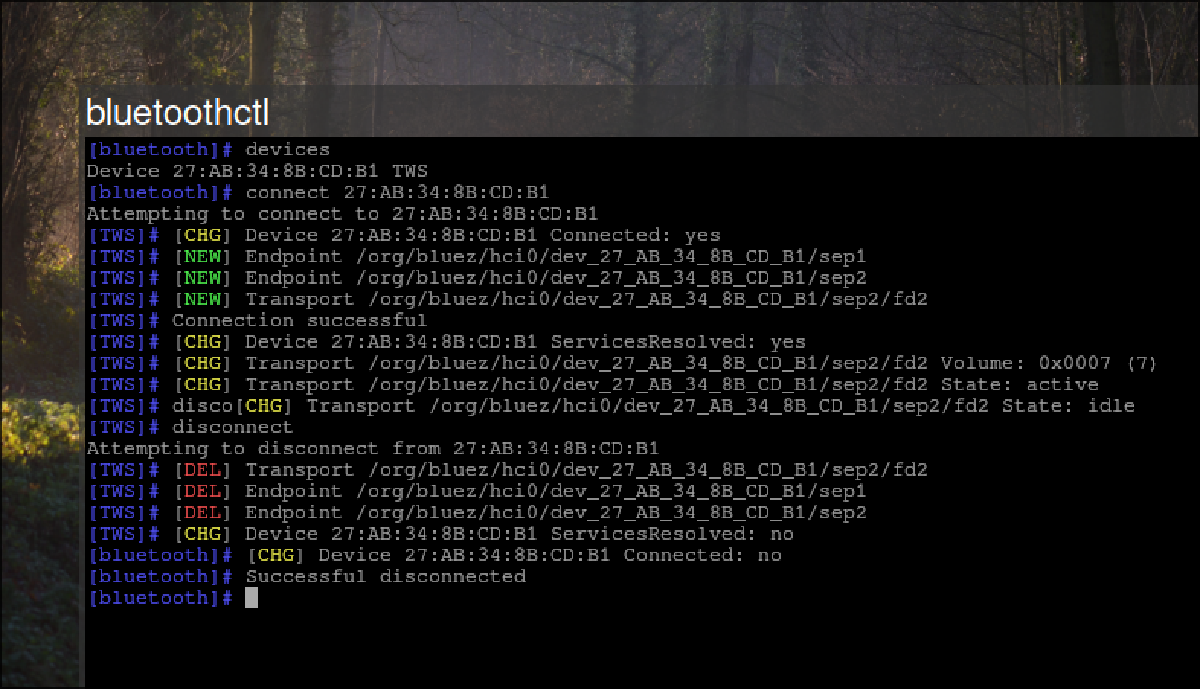 bluetoothctl
[bluetooth]# devices
Device 27:AB:34:8B:CD:B1 TWS
[bluetooth]# connect 27:AB:34:8B:CD:B1
Attempting to connect to 27:AB:34:8B:CD:B1
[TWS]# [CHG] Device 27:AB:34:8B:CD:B1 Connected: yes
[TWS]# [NEW] Endpoint /org/bluez/hci0/dev_27_AB_34_8B_CD_B1/sep1
[TWS]# [NEW] Endpoint /org/bluez/hci0/dev_27_AB_34_8B_CD_B1/sep2
[TWS]# [NEW] Transport /org/bluez/hci0/dev_27_AB_34_8B_CD_B1/sep2/fd2
[TWS]# Connection successful
[TWS]# [CHG] Device 27:AB:34:8B:CD:B1 ServicesResolved: yes
[TWS]# [CHG] Transport /org/bluez/hci0/dev_27_AB_34_8B_CD_B1/sep2/fd2 Volume: 0x0007 (7)
[TWS]# [CHG] Transport /org/bluez/hci0/dev_27_AB_34_8B_CD_B1/sep2/fd2 State: active
[TWS]# disco[CHG] Transport /org/bluez/hci0/dev_27_AB_34_8B_CD_B1/sep2/fd2 State: idle
[TWS]# disconnect
Attempting to disconnect from 27:AB:34:8B:CD:B1
[TWS]# [DEL] Transport /org/bluez/hci0/dev_27_AB_34_8B_CD_B1/sep2/fd2
[TWS]# [DEL] Endpoint /org/bluez/hci0/dev_27_AB_34_8B_CD_B1/sep1
[TWS]# [DEL] Endpoint /org/bluez/hci0/dev_27_AB_34_8B_CD_B1/sep2
[TWS]# [CHG] Device 27:AB:34:8B:CD:B1 ServicesResolved: no
[bluetooth]# [CHG] Device 27:AB:34:8B:CD:B1 Connected: no
[bluetooth]# Successful disconnected
[bluetooth]#